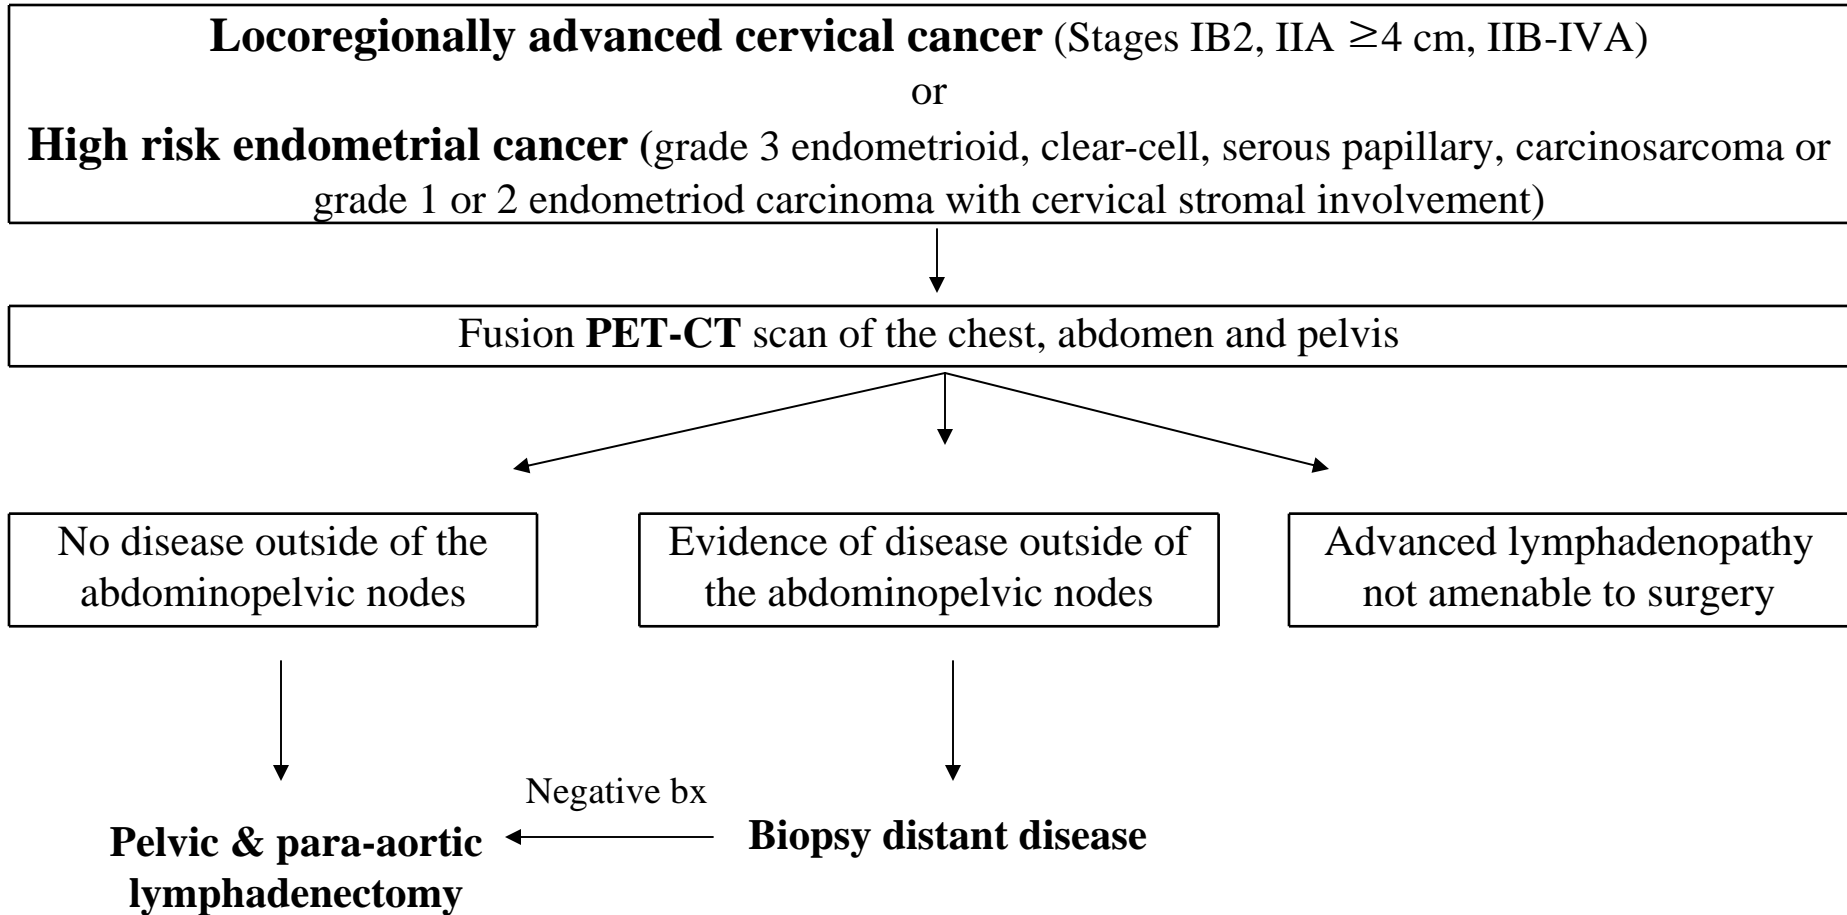 Locoregionally advanced cervical cancer (Stages IB2, IIA ≥4 cm, IIB-IVA)
or
High risk endometrial cancer (grade 3 endometrioid, clear-cell, serous papillary, carcinosarcoma or
grade 1 or 2 endometriod carcinoma with cervical stromal involvement)
Fusion PET-CT scan of the chest, abdomen and pelvis
No disease outside of the
abdominopelvic nodes
Evidence of disease outside of
the abdominopelvic nodes
Advanced lymphadenopathy
not amenable to surgery
Negative bx
Pelvic & para-aortic
lymphadenectomy
Biopsy distant disease